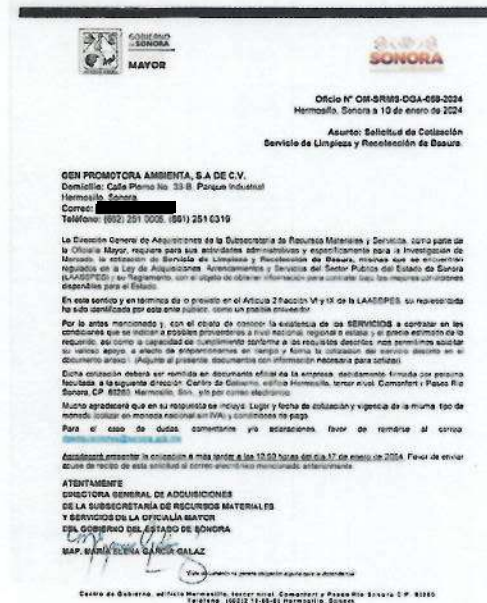 GOBIERNO
DE SONORA
MAYOR
SONORA
Oficio N° OM-SRMS-DGA-058-2024
Hermosillo, Sonora a 10 de enero de 2024
Asunto: Solicitud de Cotización
Servicio de Limpieza y Recolección de Basura.
GEN PROMOTORA AMBIENTA, S.A DE C.V.
Domicilio: Calle Plomo No. 33-B, Parque Industrial
Hermosillo, Sonora
Correo:
Teléfono: (662) 251 0005, (661) 251 0319
La Dirección General de Adquisiciones de la Subsecretaría de Recursos Materiales y Servicios, como parte de
la Oficialía Mayor, requiere para sus actividades administrativas y específicamente para la Investigación de
Mercado, la cotización de Servicio de Limpieza y Recolección de Basura, mismas que se encuentran
regulados en la Ley de Adquisiciones, Arrendamientos y Servicios del Sector Público del Estado de Sonora
(LAASSPES) y su Reglamento, con el objeto de obtener información para contratar bajo las mejores condiciones
disponibles para el Estado.
En este sentido y en términos de lo previsto en el Artículo 2 fracción VI y IX de la LAASSPES, su representada
ha sido identificada por este ente público, como un posible proveedor.
Por lo antes mencionado y, con el objeto de conocer la existencia de los SERVICIOS a contratar en las
condiciones que se indican a posibles proveedores a nivel nacional, regional o estatal y el precio estimado de lo
requerido, así como la capacidad de cumplimiento conforme a los requisitos descritos, nos permitimos solicitar
su valioso apoyo, a efecto de proporcionarnos en tiempo y forma la cotización del servicio descrito en el
documento anexo I. (Adjunto al presente, documentos con información necesaria para cotizar).
Dicha cotización deberá ser remitida en documento oficial de la empresa, debidamente firmada por persona
facultada, a la siguiente dirección: Centro de Gobierno, edificio Hermosillo, tercer nivel, Comonfort y Paseo Río
Sonora, CP. 83280, Hermosillo, Son., y/o por correo electrónico
Mucho agradeceré que en su respuesta se incluya: Lugar y fecha de cotización y vigencia de la misma, tipo de
moneda (cotizar en moneda nacional sin IVA) y condiciones de pago.
Para el caso de dudas, comentarios y/o aclaraciones, favor de remitirse al correo
Agradeceré presentar la cotización a más tardar a las 12:50 horas del día 17 de enero de 2024. Favor de enviar
acuse de recibo de esta solicitud al correo electrónico mencionado anteriormente.
ATENTAMENTE
DIRECTORA GENERAL DE ADQUISICIONES
DE LA SUBSECRETARÍA DE RECURSOS MATERIALES
Y SERVICIOS DE LA OFICIALÍA MAYOR
DEL GOBIERNO DEL ESTADO DE SONORA
MAP. MARÍA ELENA GARCÍA GALAZ
Este documento no genera obligación alguna para la dependencia
Centro de Gobierno, edificio Hermosillo, tercer nivel, Comonfort y Paseo Río Sonora C.P. 83280
Hermosillo, Sonora